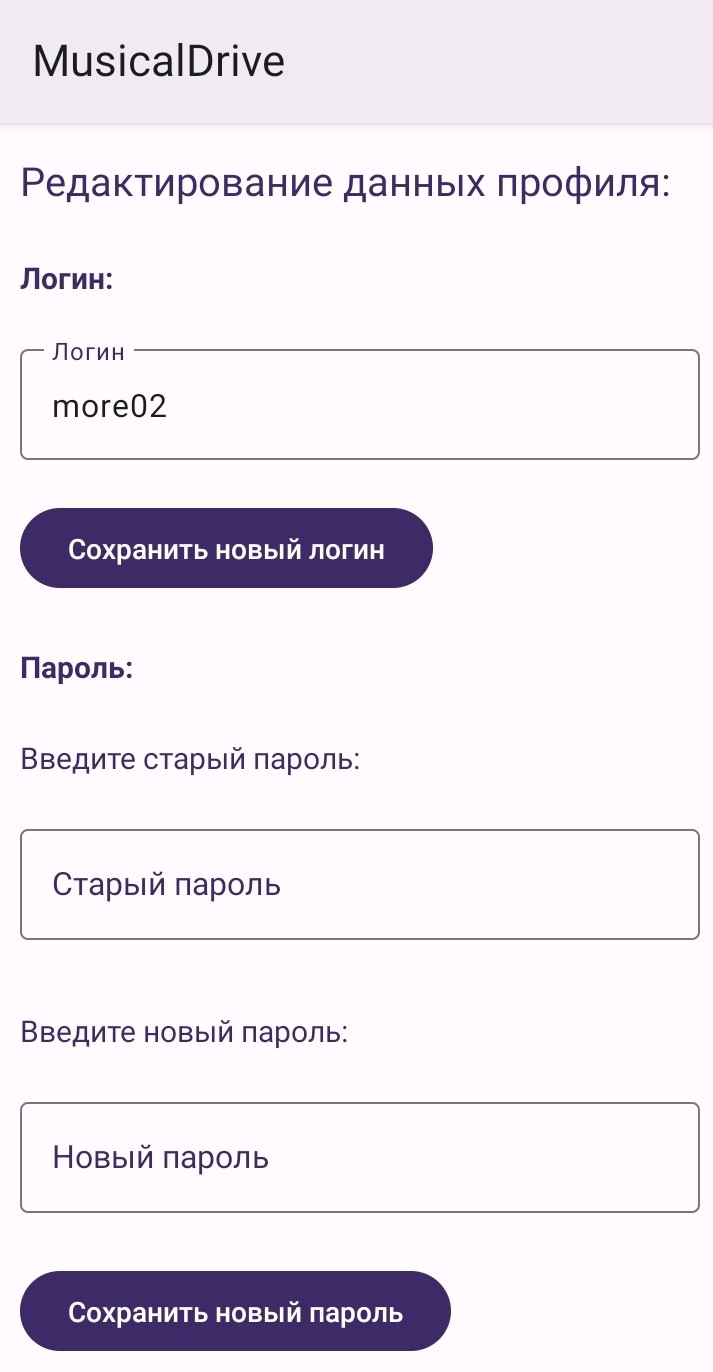 MusicalDrive
Редактирование данных профиля:
Логин:
Логин
more02
Сохранить новый логин
Пароль:
Введите старый пароль:
Старый пароль
Введите новый пароль:
Новый пароль
Сохранить новый пароль